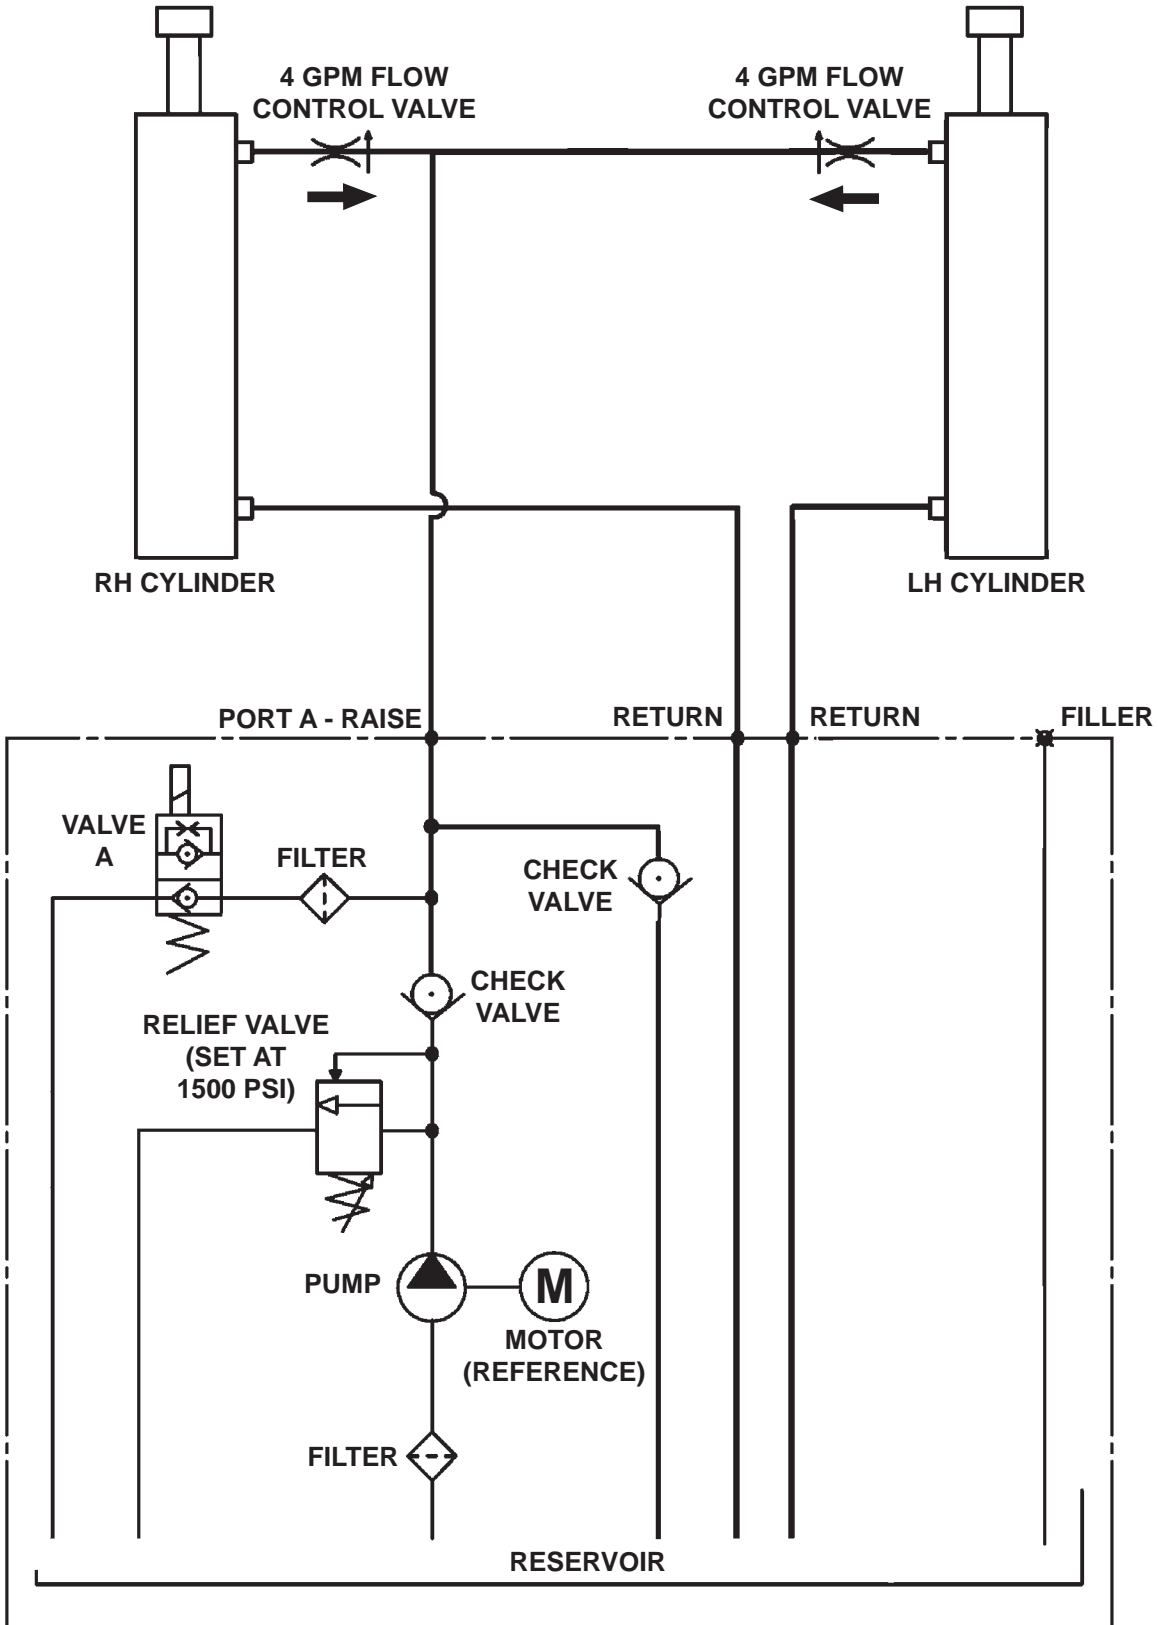 4 GPM FLOW
CONTROL VALVE
4 GPM FLOW
CONTROL VALVE
RH CYLINDER
LH CYLINDER
PORT A - RAISE
RETURN
RETURN
FILLER
VALVE
A
FILTER
CHECK
VALVE
CHECK
VALVE
RELIEF VALVE
(SET AT
1500 PSI)
PUMP
M
MOTOR
(REFERENCE)
FILTER
RESERVOIR